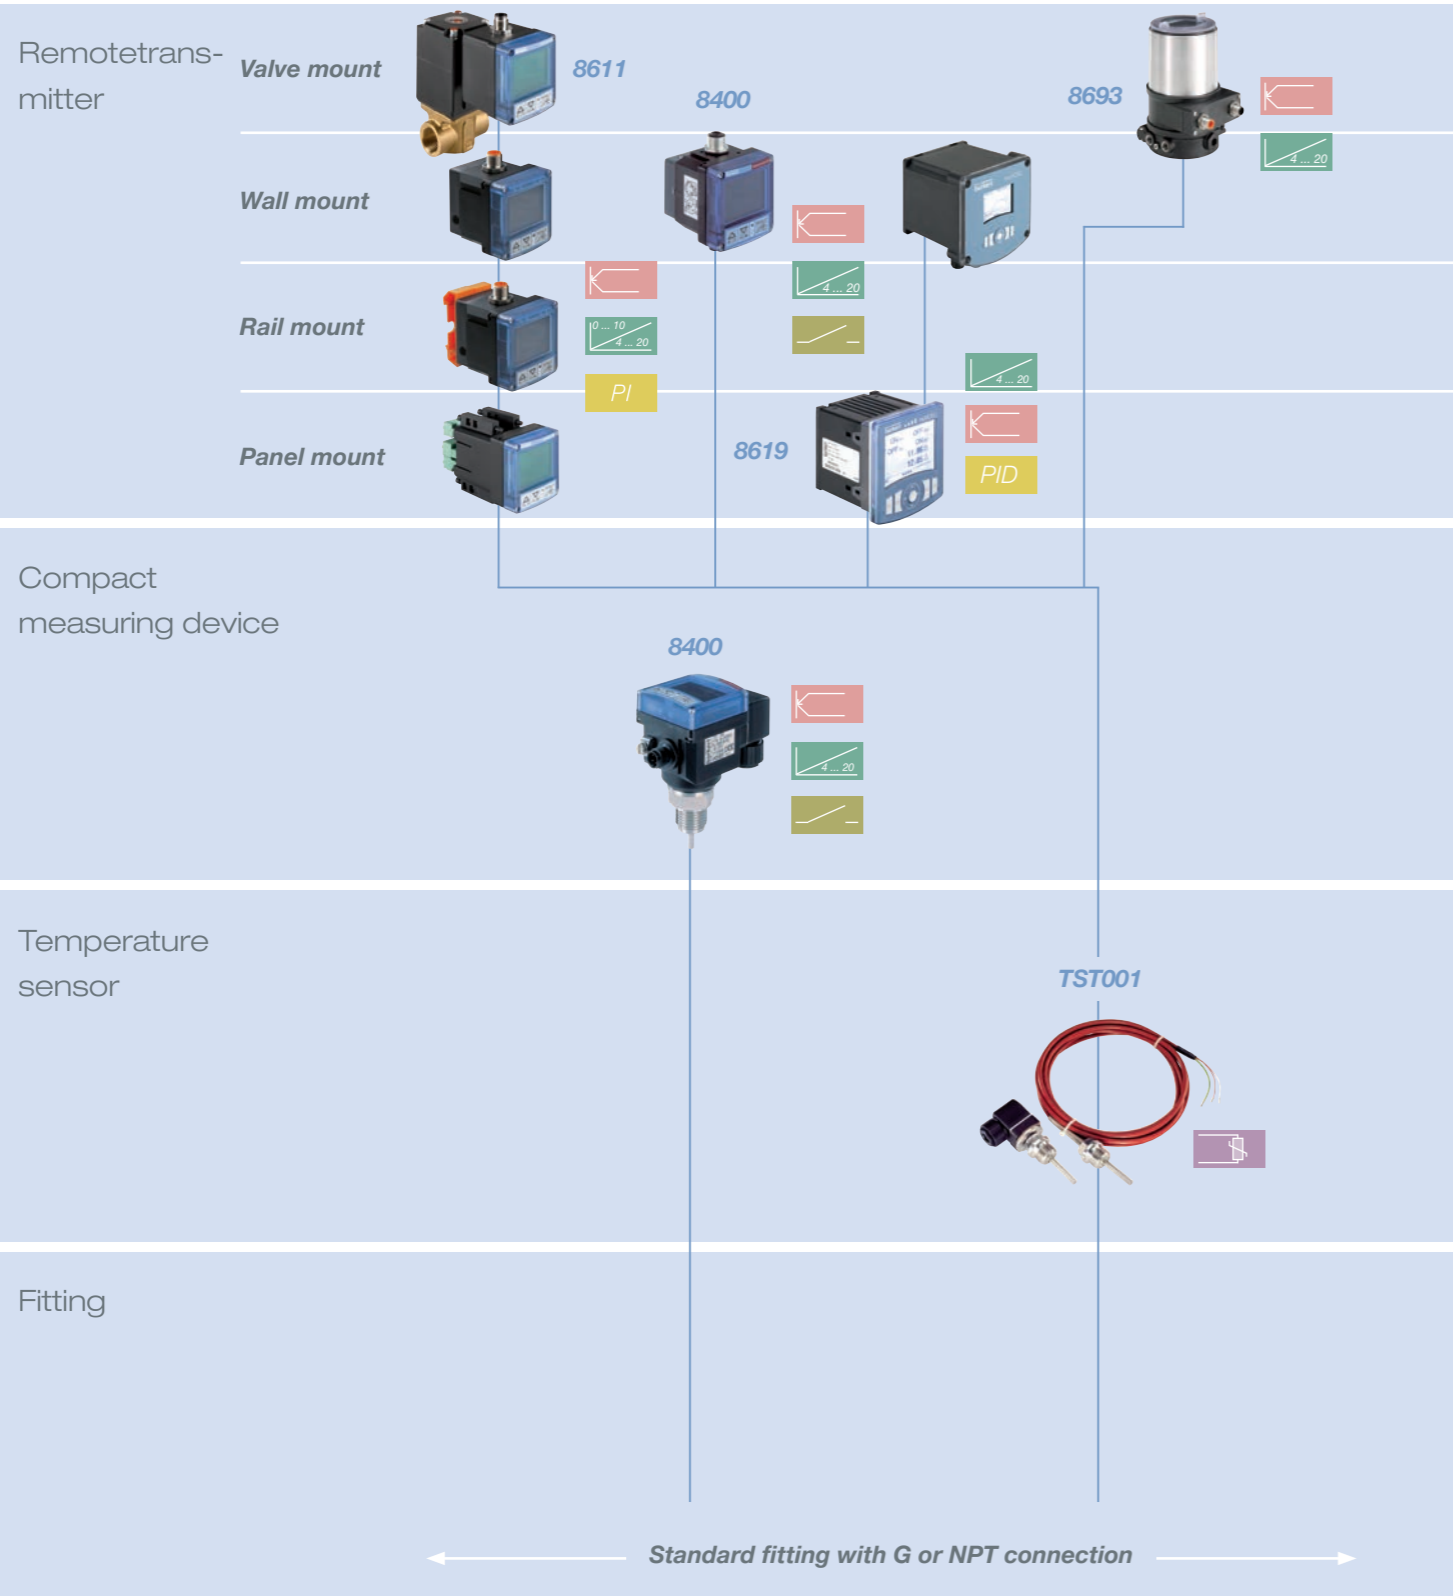 Remotetrans-
mitter
Valve mount
8611
8400
8693
4 ... 20
Wall mount
4 ... 20
Rail mount
0 ... 10
4 ... 20
PI
4 ... 20
Panel mount
8619
PID
Compact
measuring device
8400
4 ... 20
Temperature
sensor
TST001
Fitting
Standard fitting with G or NPT connection